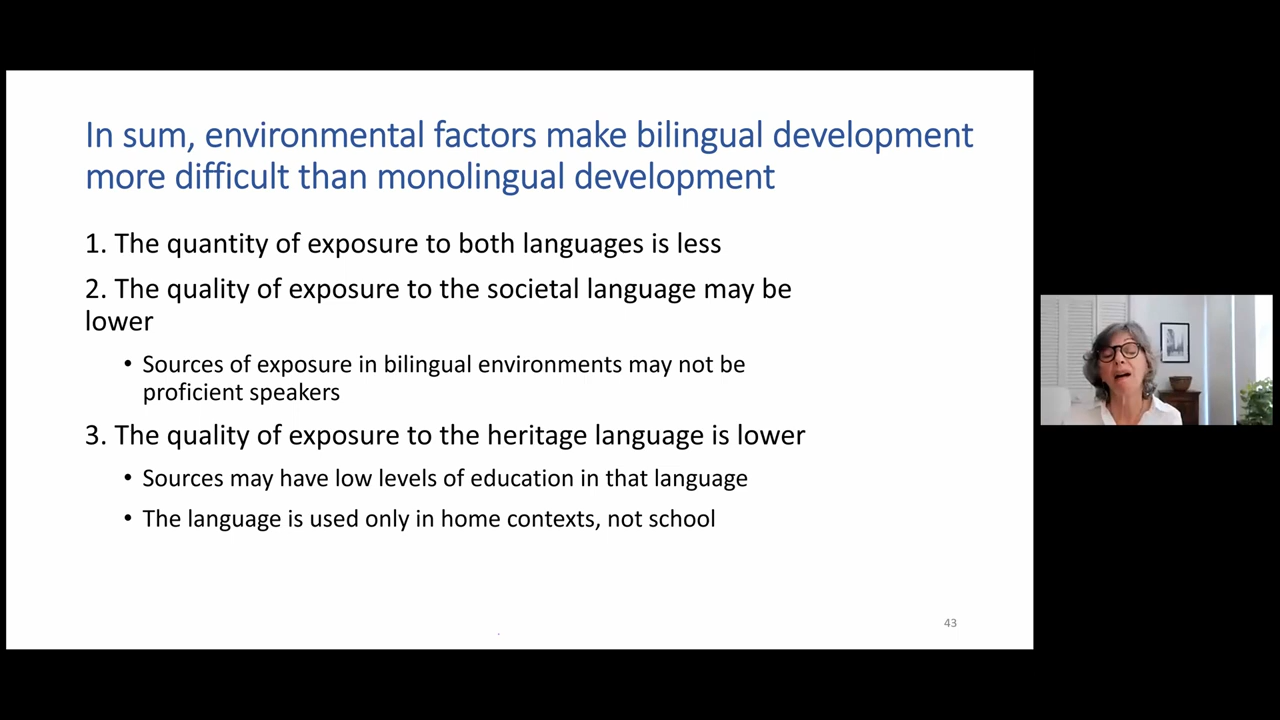 In sum, environmental factors make bilingual development
more difficult than monolingual development
1. The quantity of exposure to both languages is less
2. The quality of exposure to the societal language may be
lower
• Sources of exposure in bilingual environments may not be
proficient speakers
3. The quality of exposure to the heritage language is lower
• Sources may have low levels of education in that language
• The language is used only in home contexts, not school
.
43